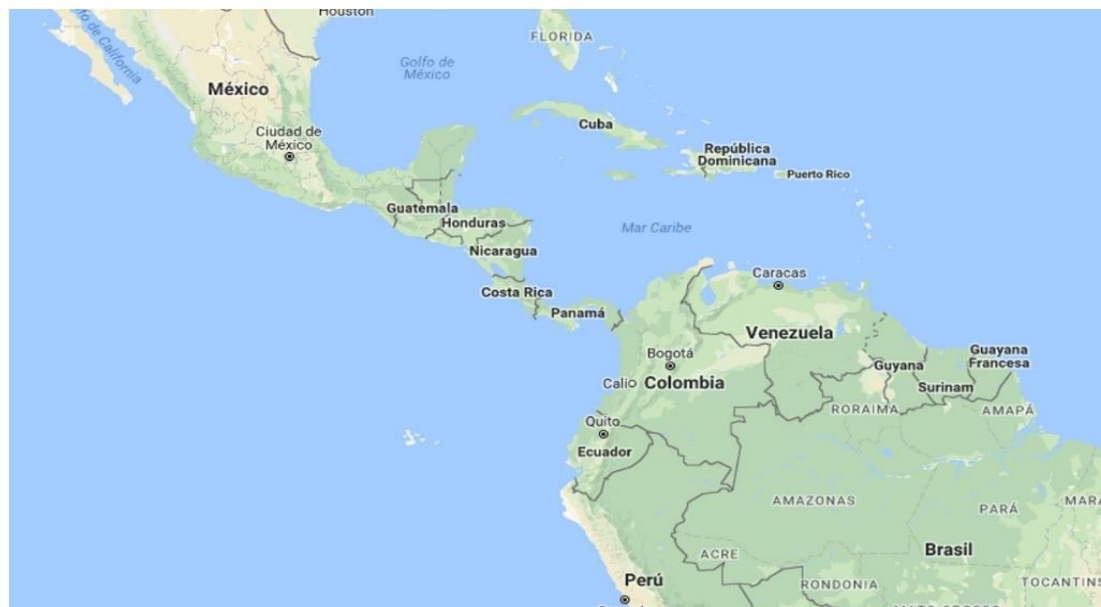 Houston
Golfo de California
FLORIDA
Golfo de
México
México
Cuba
Ciudad de
México
República
Dominicana
Puerto Rico
Guatemala
Honduras
Mar Caribe
Nicaragua
Caracas
Costa Rica
Panamá
Venezuela
Bogotá
Guayana
Francesa
Guyana
Calio
Colombia
Surinam
RORAIMA
AMAPÁ
Quito
Ecuador
AMAZONAS
PARÁ
MARA
ACRE
Brasil
Perú
RONDONIA
TOCANTINS